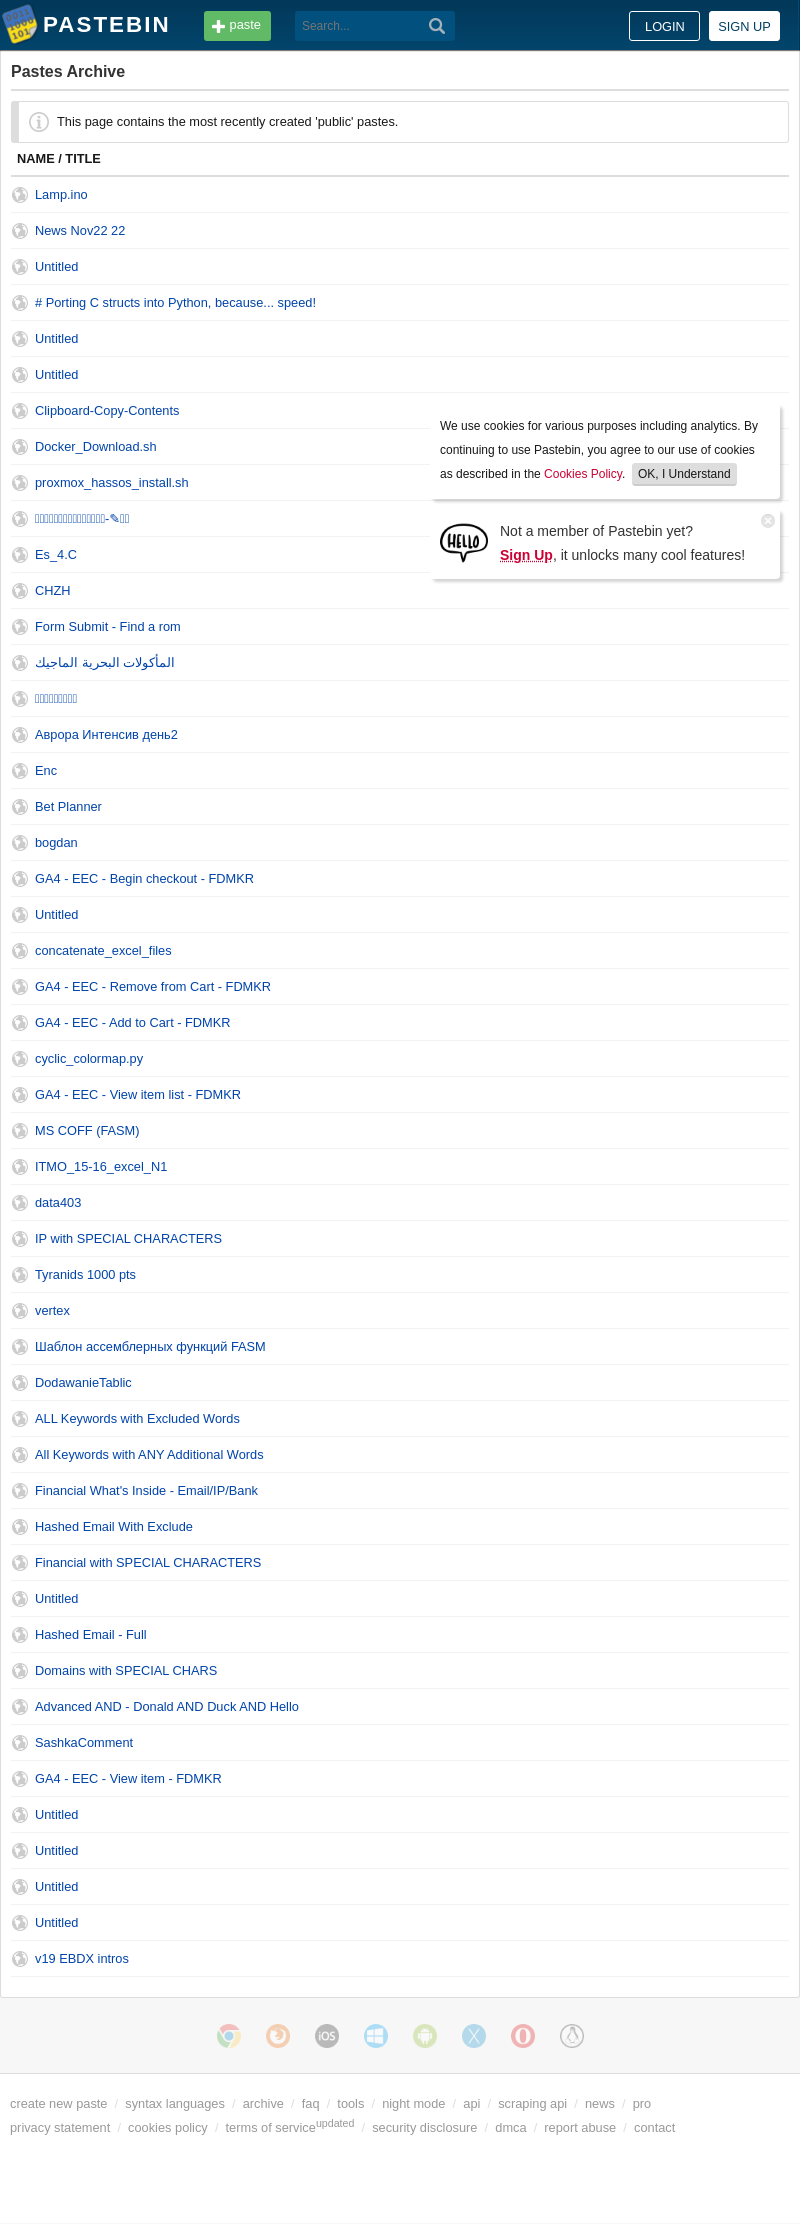 PASTEBIN
paste
Search...
LOGIN
SIGN UP
Pastes Archive
This page contains the most recently created 'public' pastes.
NAME / TITLE
Lamp.ino
News Nov22 22
Untitled
# Porting C structs into Python, because... speed!
Untitled
Untitled
Clipboard-Copy-Contents
Docker_Download.sh
proxmox_hassos_install.sh
Es_4.C
CHZH
Form Submit - Find a rom
المأكولات البحرية الماجيك
Аврора Интенсив день2
Enc
Bet Planner
bogdan
GA4 - EEC - Begin checkout - FDMKR
Untitled
concatenate_excel_files
GA4 - EEC - Remove from Cart - FDMKR
GA4 - EEC - Add to Cart - FDMKR
cyclic_colormap.py
GA4 - EEC - View item list - FDMKR
MS COFF (FASM)
ITMO_15-16_excel_N1
data403
IP with SPECIAL CHARACTERS
Tyranids 1000 pts
vertex
Шаблон ассемблерных функций FASM
DodawanieTablic
ALL Keywords with Excluded Words
All Keywords with ANY Additional Words
Financial What's Inside - Email/IP/Bank
Hashed Email With Exclude
Financial with SPECIAL CHARACTERS
Untitled
Hashed Email - Full
Domains with SPECIAL CHARS
Advanced AND - Donald AND Duck AND Hello
SashkaComment
GA4 - EEC - View item - FDMKR
Untitled
Untitled
Untitled
Untitled
v19 EBDX intros
We use cookies for various purposes including analytics. By
continuing to use Pastebin, you agree to our use of cookies
as described in the Cookies Policy. OK, I Understand
HELLO
Not a member of Pastebin yet?
Sign Up, it unlocks many cool features!
iOS
create new paste / syntax languages / archive / faq / tools / night mode / api / scraping api / news / pro
privacy statement / cookies policy / terms of service updated / security disclosure / dmca / report abuse / contact